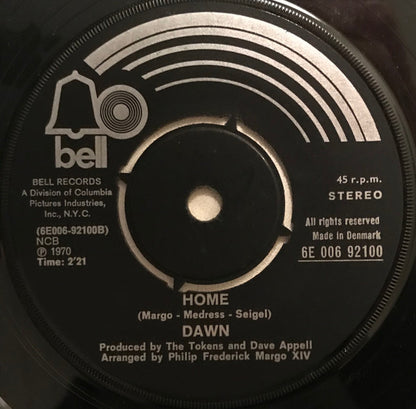 bell
BELL RECORDS
A Division of Columbia
Pictures Industries,
Inc., N.Y.C.
(6E006-92100B)
NCB
℗ 1970
Time: 2'21
45 r.p.m.
STEREO
All rights reserved
Made in Denmark
6E 006 92100
HOME
(Margo - Medress - Seigel)
DAWN
Produced by The Tokens and Dave Appell
Arranged by Philip Frederick Margo XIV